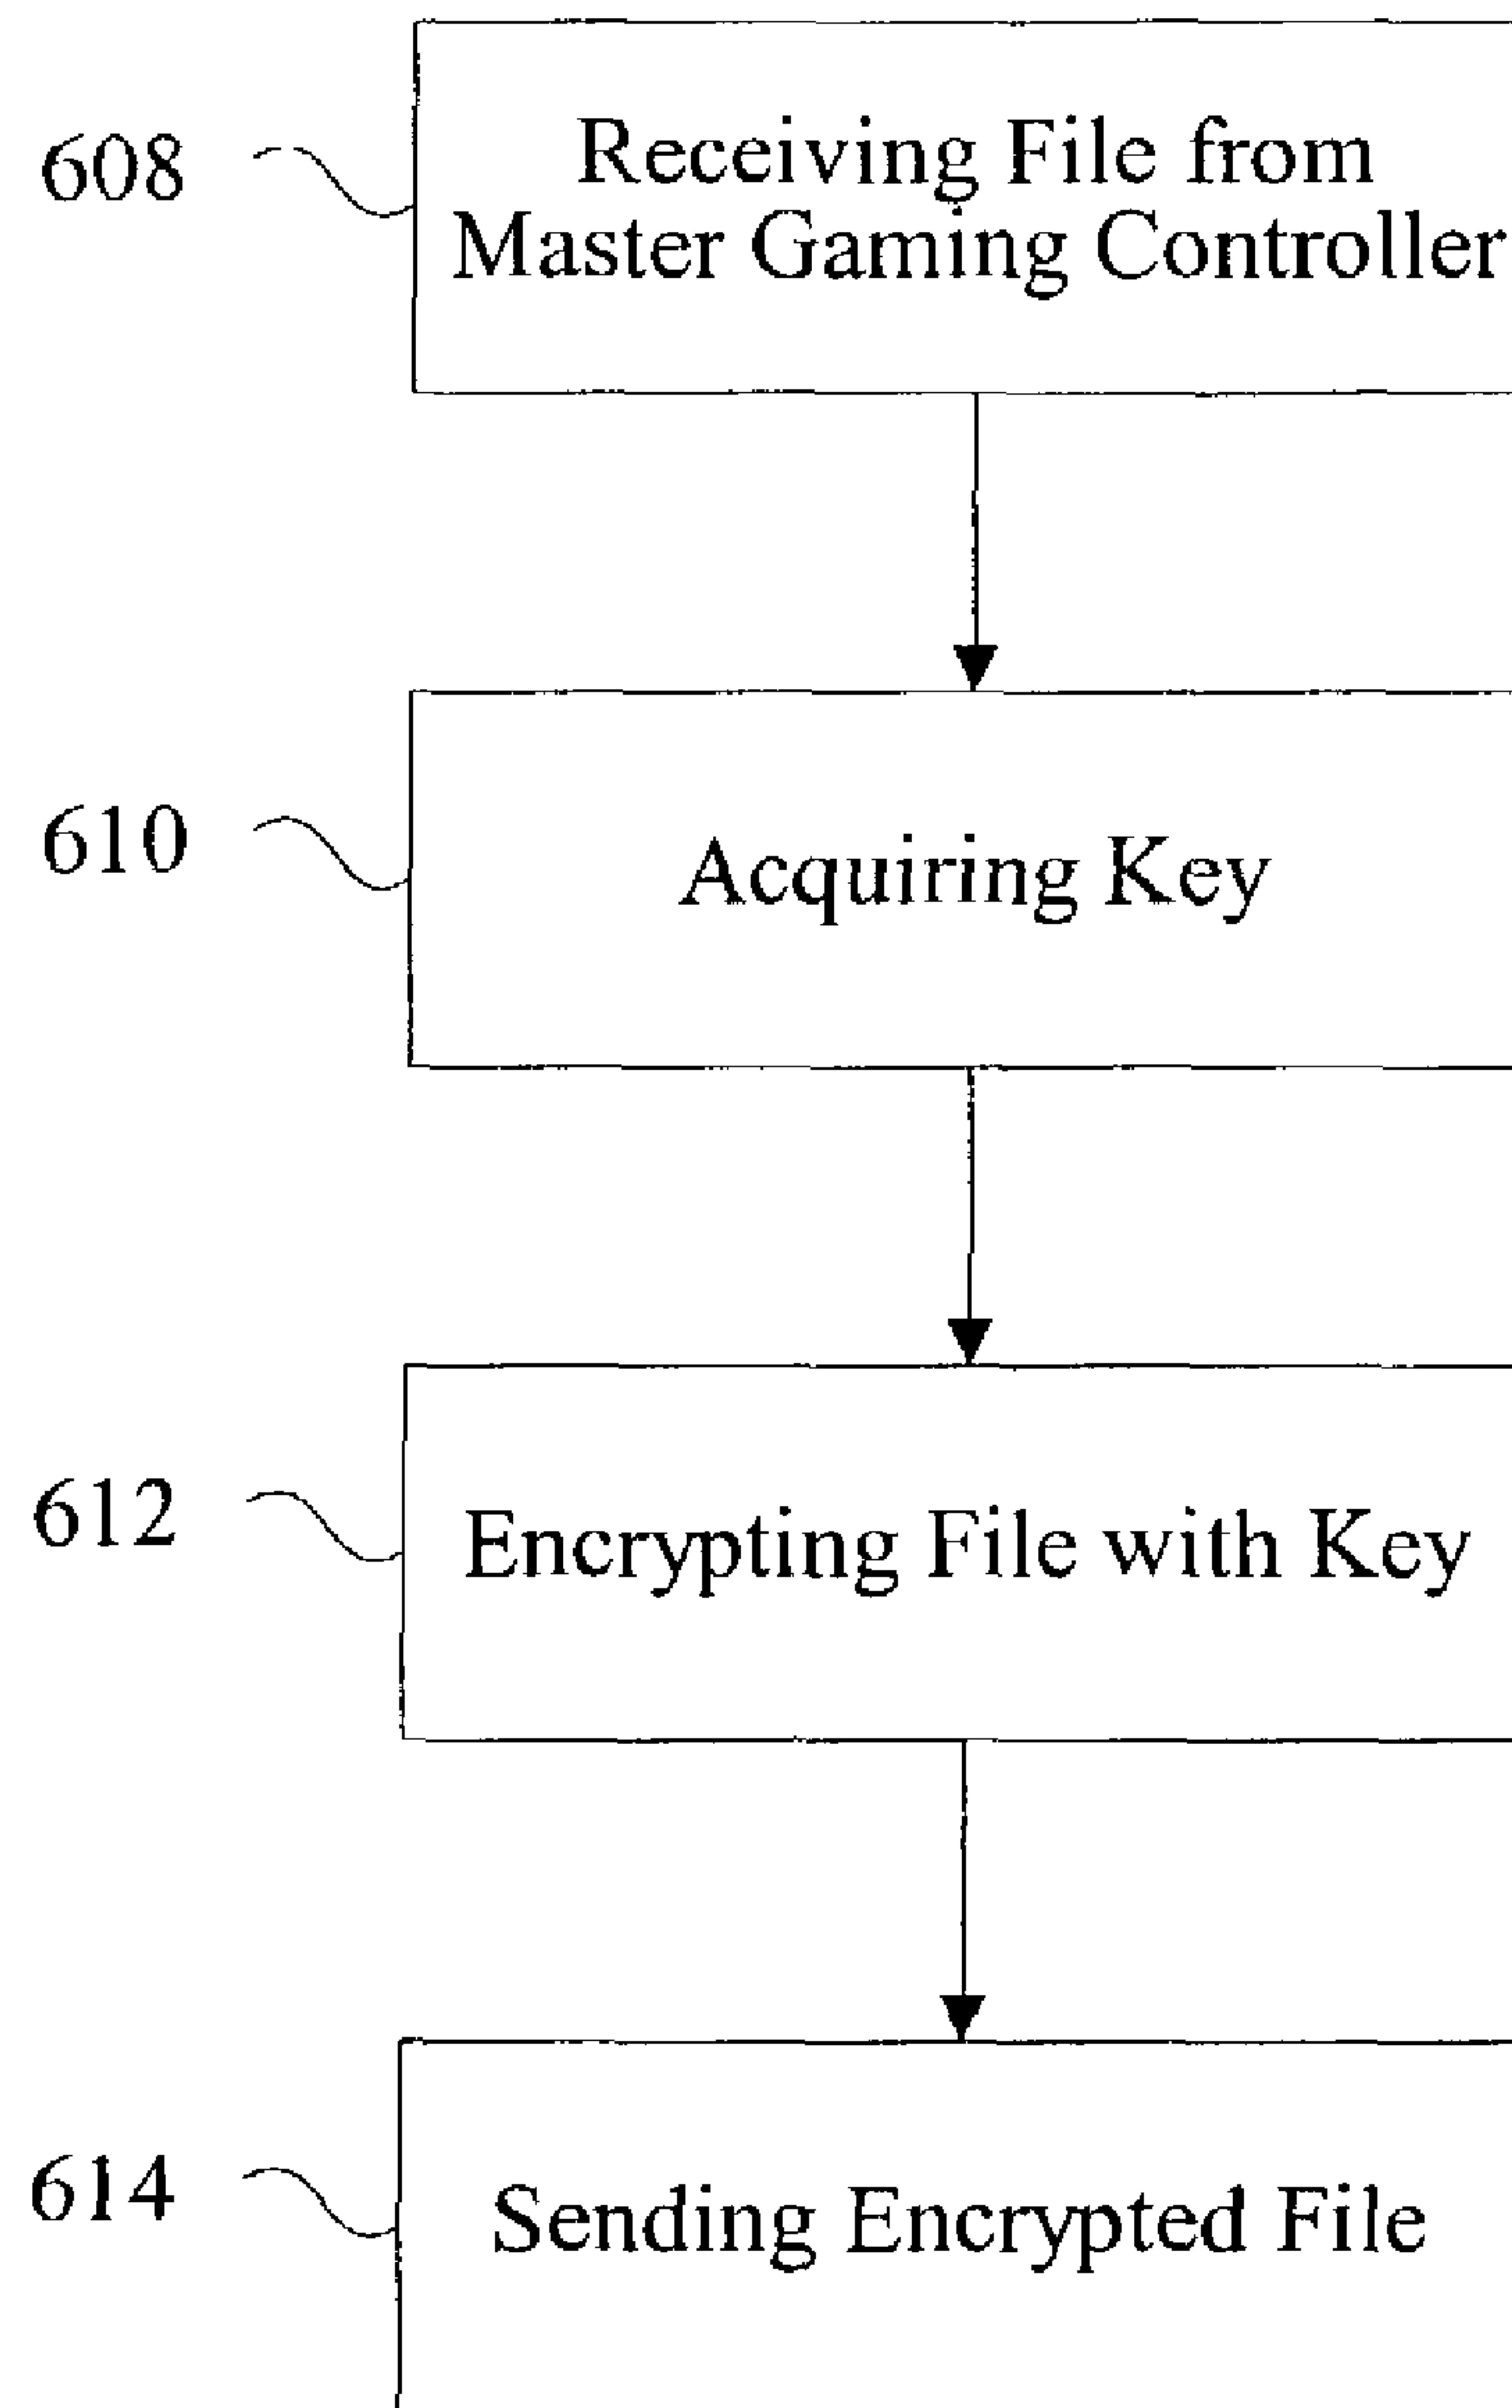 608
Receiving File from
Master Gaming Controller
610
Acquiring Key
612
Encrypting File with Key
614
Sending Encrypted File